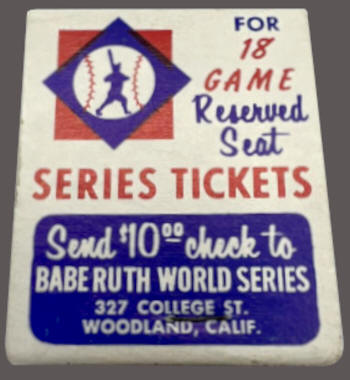 FOR
18
GAME
Reserved
Seat
SERIES TICKETS
Send $10.00 check to
BABE RUTH WORLD SERIES
327 COLLEGE ST.
WOODLAND, CALIF.